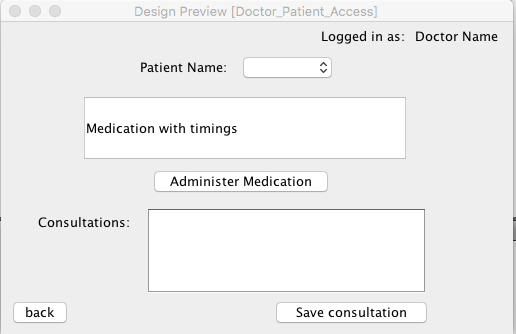 Design Preview [Doctor_Patient_Access]
Logged in as: Doctor Name
Patient Name:
Medication with timings
Administer Medication
Consultations:
back Save consultation